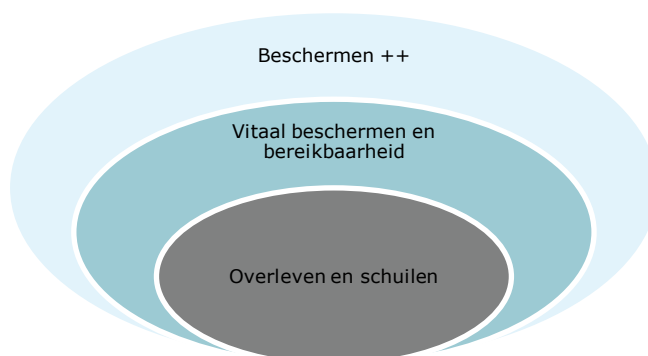 Beschermen ++
Vitaal beschermen en
bereikbaarheid
Overleven en schuilen